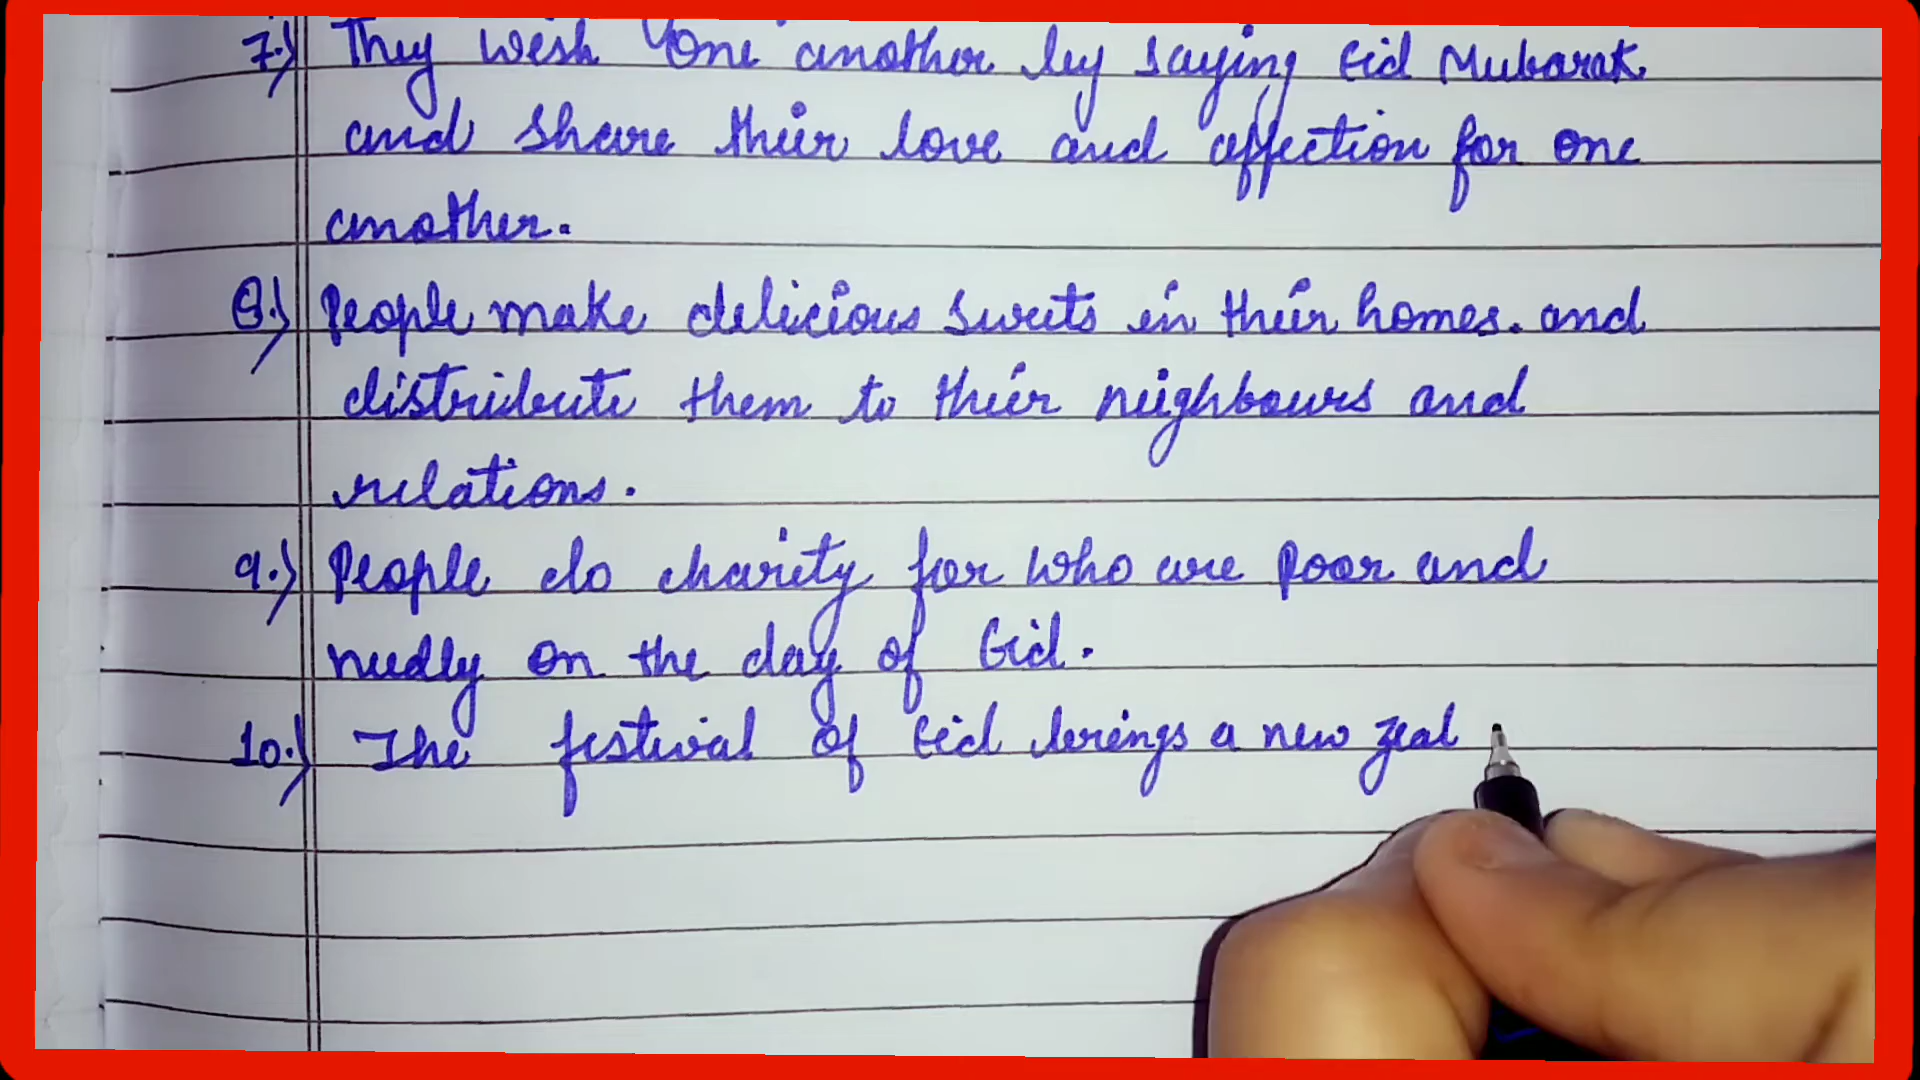 7.) They wish one another by saying Eid Mubarak
and share their love and affection for one
another.
8.) People make delicious sweets in their homes. and
distribute them to their neighbours and
relations.
9.) People do charity for who are poor and
needly on the day of Eid.
10.) The festival of Eid brings a new zeal